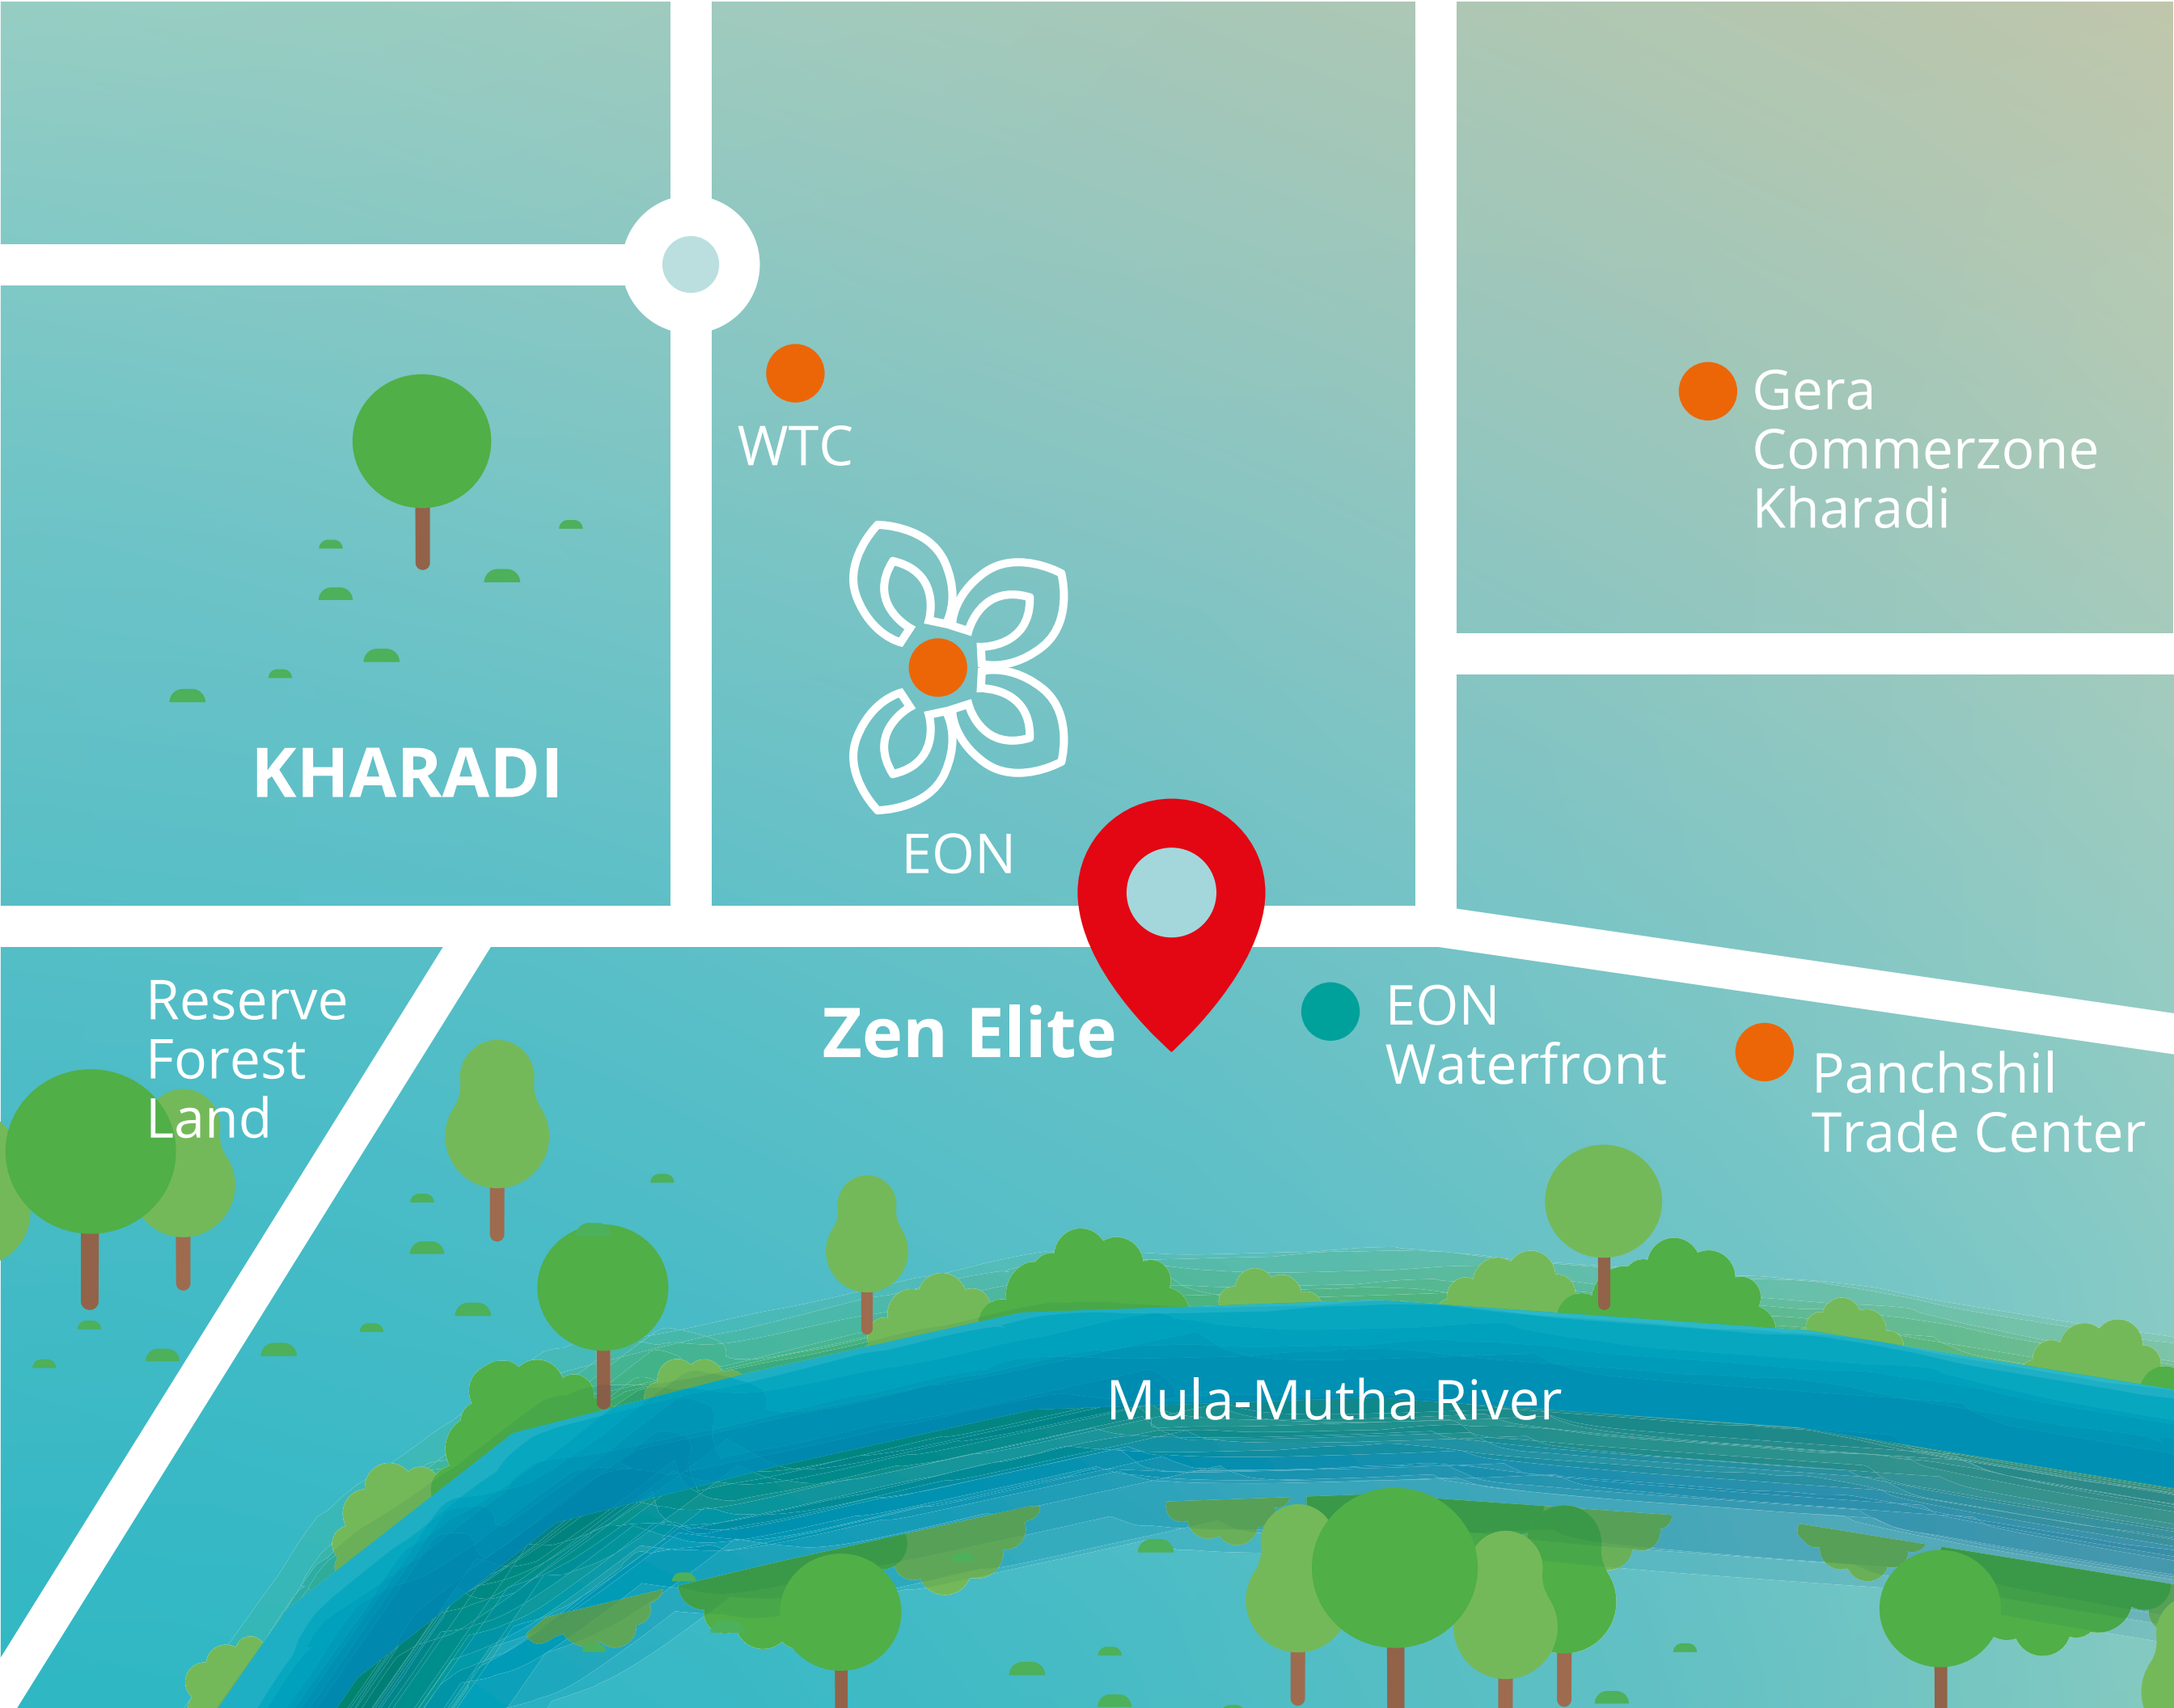 WTC
Gera
Commerzone
Kharadi
KHARADI
EON
Reserve
Forest
Land
Zen Elite
EON
Waterfront
Panchshil
Trade Center
Mula-Mutha River